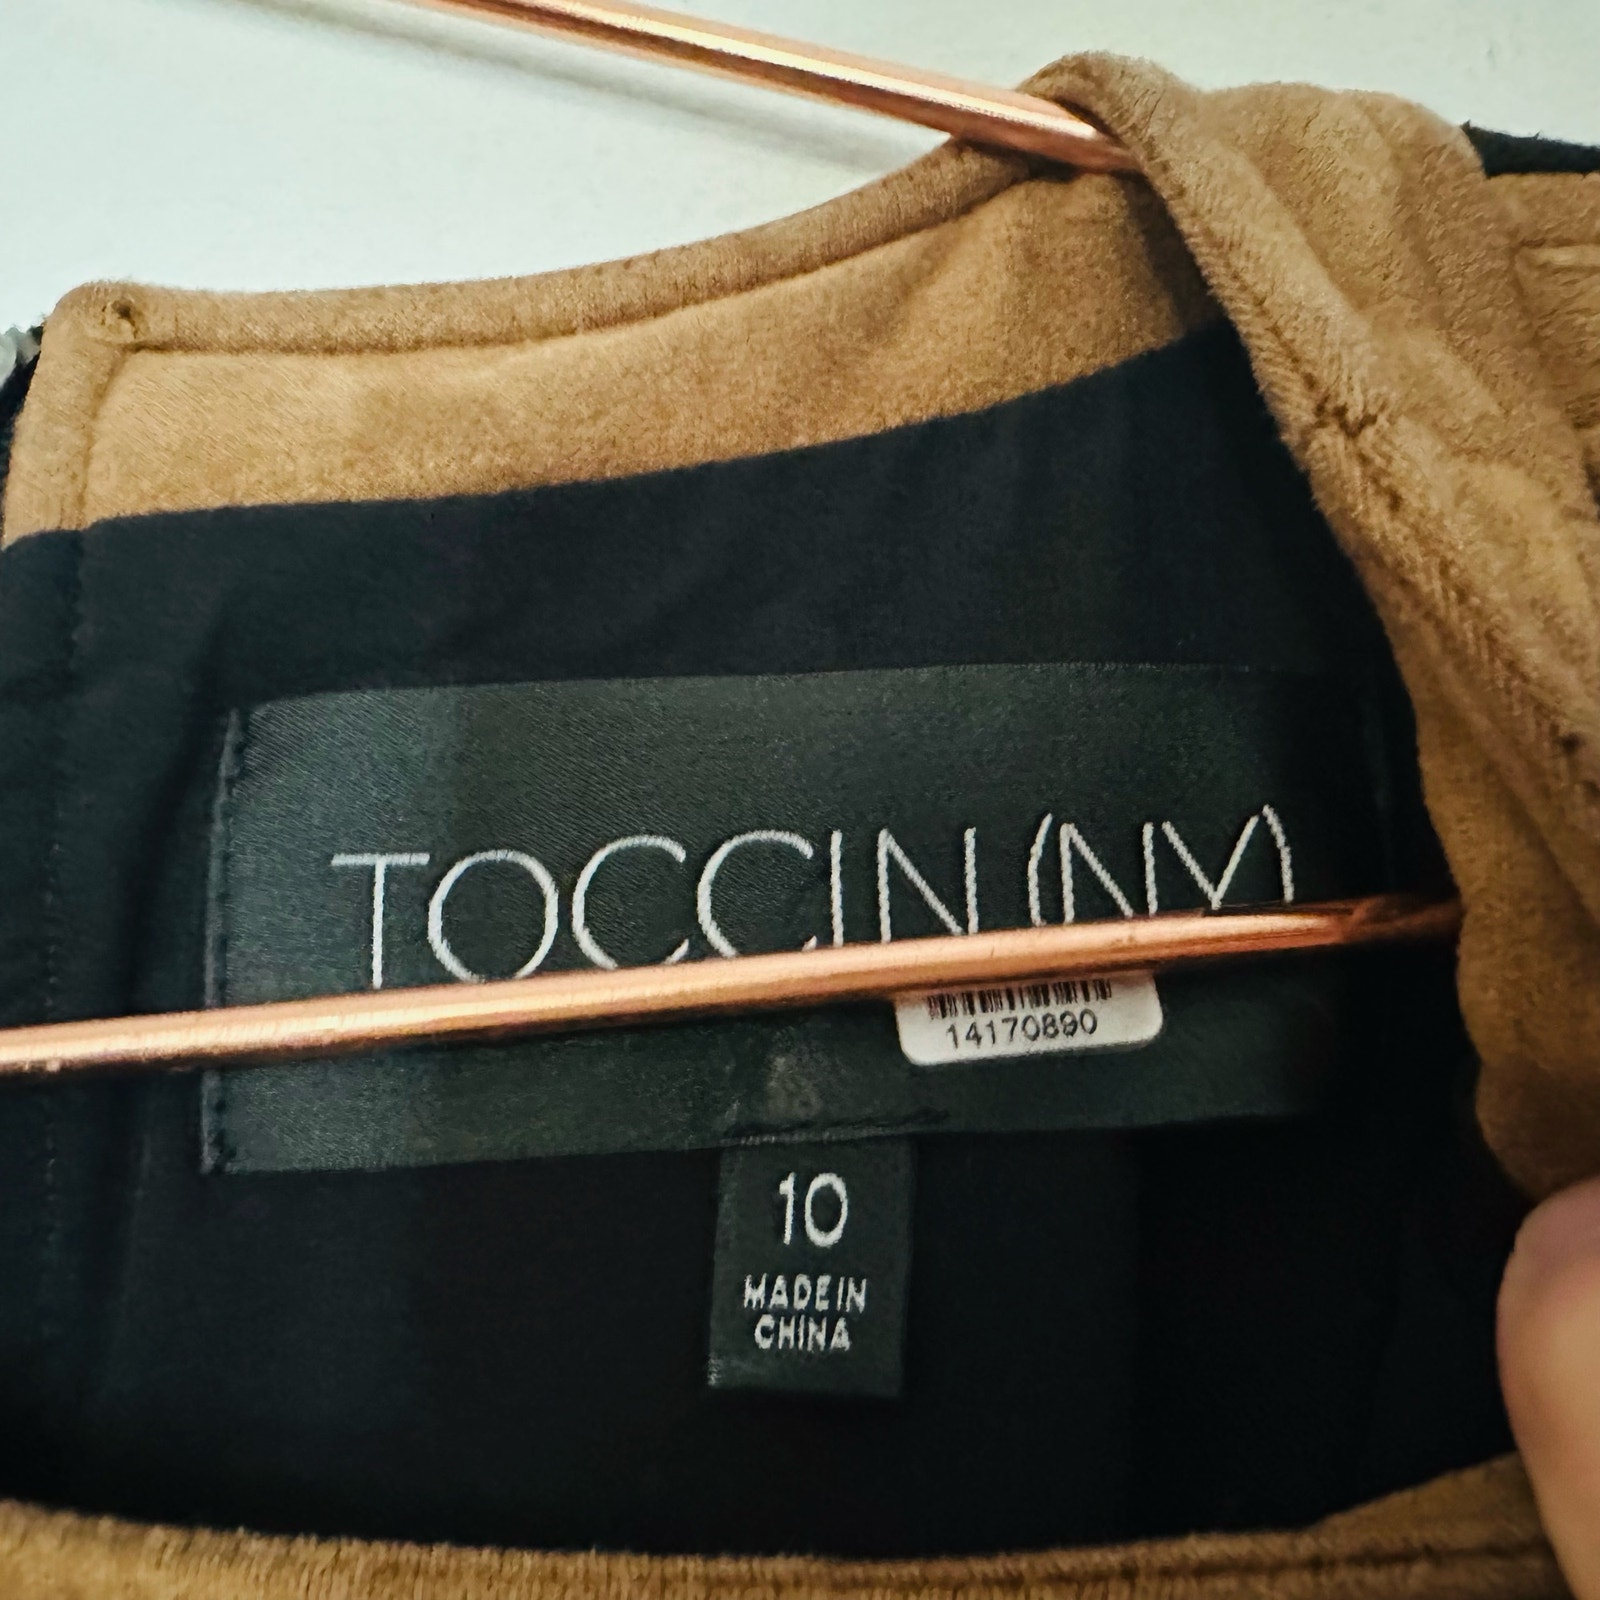 TOCCIN (NY)
14170890
10
MADE IN
CHINA